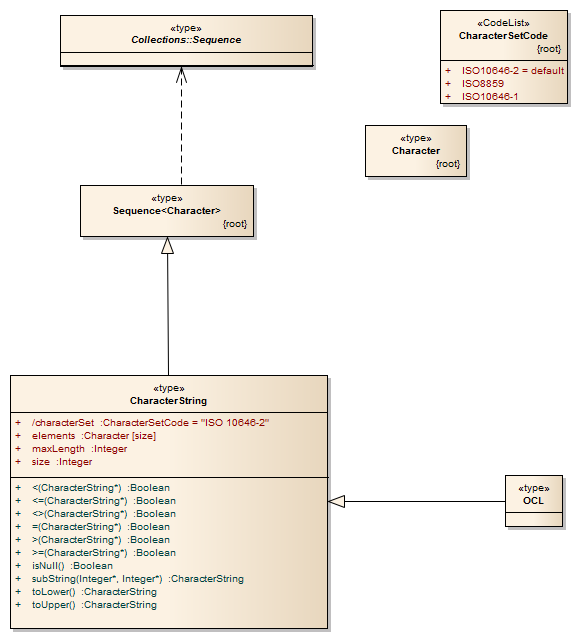 «type»
Collections::Sequence
«CodeList»
CharacterSetCode
{root}
+ ISO10646-2 = default
+ ISO8859
+ ISO10646-1
«type»
Character
{root}
«type»
Sequence<Character>
{root}
«type»
CharacterString
+ /characterSet :CharacterSetCode = "ISO 10646-2"
+ elements :Character [size]
+ maxLength :Integer
+ size :Integer
+ <(CharacterString*) :Boolean
+ <=(CharacterString*) :Boolean
+ <>(CharacterString*) :Boolean
+ =(CharacterString*) :Boolean
+ >(CharacterString*) :Boolean
+ >=(CharacterString*) :Boolean
+ isNull() :Boolean
+ subString(Integer*, Integer*) :CharacterString
+ toLower() :CharacterString
+ toUpper() :CharacterString
«type»
OCL